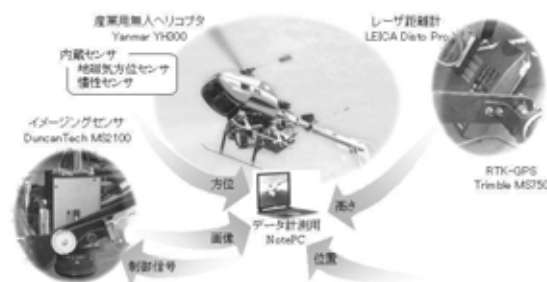 産業用無人ヘリコプタ
Yanmar YH300
内蔵センサ
地磁気方位センサ
慣性センサ
レーザ距離計
LEICA Disto Pro
イメージングセンサ
DuncanTech MS2100
RTK-GPS
Trimble MS750
方位
高さ
データ計測用
NotePC
画像
制御信号
位置